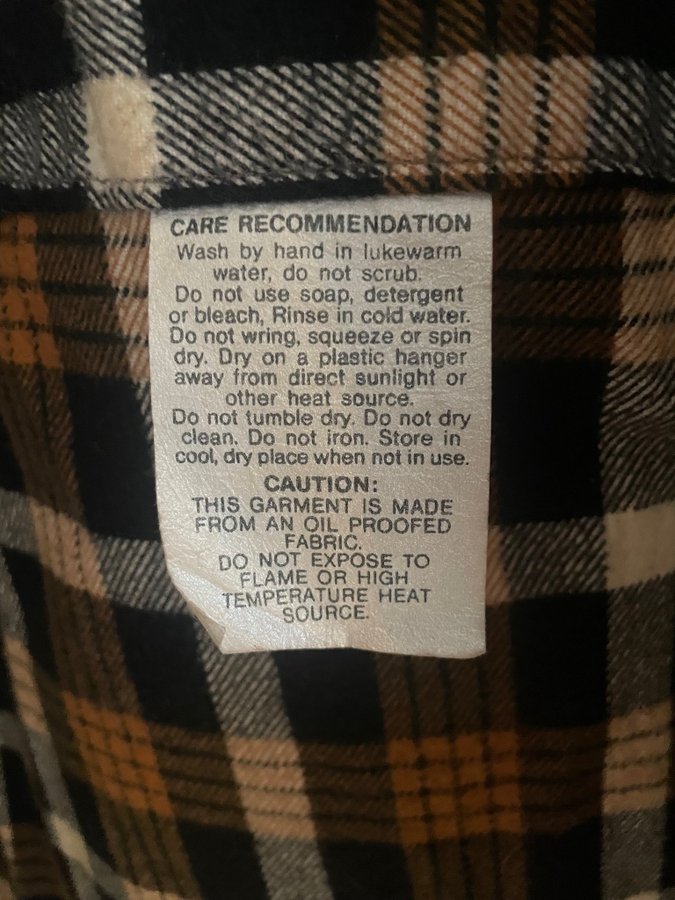 CARE RECOMMENDATION
Wash by hand in lukewarm
water, do not scrub.
Do not use soap, detergent
or bleach, Rinse in cold water.
Do not wring, squeeze or spin
dry. Dry on a plastic hanger
away from direct sunlight or
other heat source.
Do not tumble dry. Do not dry
clean. Do not iron. Store in
cool, dry place when not in use.
CAUTION:
THIS GARMENT IS MADE
FROM AN OIL PROOFED
FABRIC.
DO NOT EXPOSE TO
FLAME OR HIGH
TEMPERATURE HEAT
SOURCE.